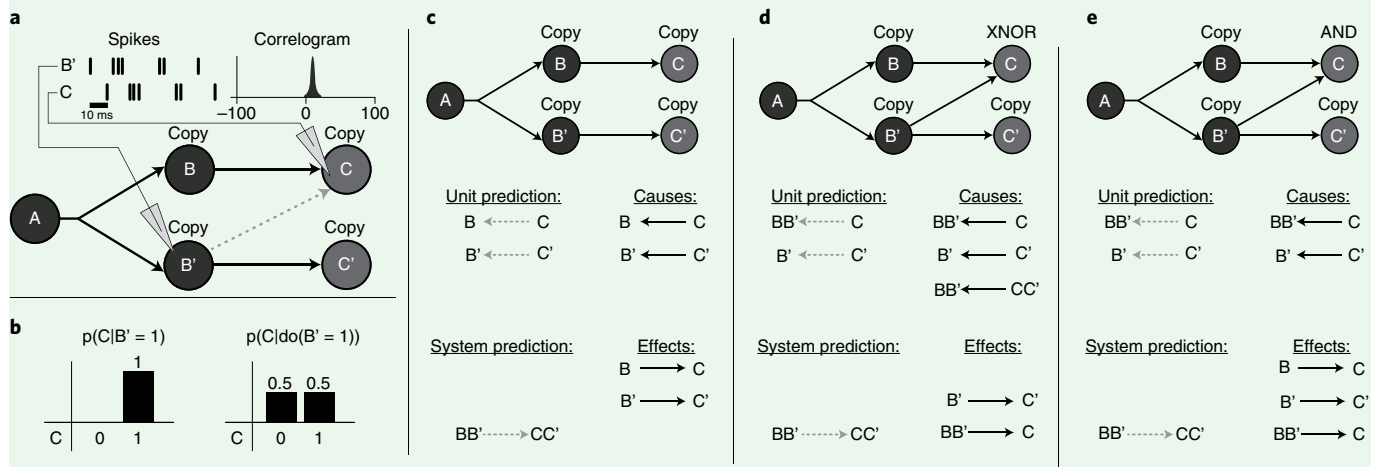 a
Spikes
Correlogram
B'
C
10 ms
−100
0
100
Copy
Copy
B
C
A
Copy
Copy
B'
C'
b
p(C|B' = 1)
p(C|do(B' = 1))
1
0.5
0.5
C
0
1
C
0
1
c
Copy
Copy
B
C
A
Copy
Copy
B'
C'
Unit prediction:
Causes:
B
C
B
C
B'
C'
B'
C'
System prediction:
Effects:
B
C
B'
C'
BB'
CC'
d
Copy
XNOR
B
C
A
Copy
Copy
B'
C'
Unit prediction:
Causes:
BB'
C
BB'
C
B'
C'
B'
C'
BB'
CC'
System prediction:
Effects:
B'
C'
BB'
CC'
BB'
C
e
Copy
AND
B
C
A
Copy
Copy
B'
C'
Unit prediction:
Causes:
BB'
C
BB'
C
B'
C'
B'
C'
System prediction:
Effects:
B
C
B'
C'
BB'
CC'
BB'
C